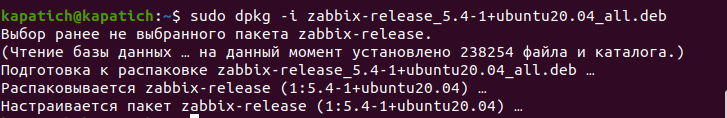 kapatich@kapatich:~$ sudo dpkg -i zabbix-release_5.4-1+ubuntu20.04_all.deb
Выбор ранее не выбранного пакета zabbix-release.
(Чтение базы данных … на данный момент установлено 238254 файла и каталога.)
Подготовка к распаковке zabbix-release_5.4-1+ubuntu20.04_all.deb …
Распаковывается zabbix-release (1:5.4-1+ubuntu20.04) …
Настраивается пакет zabbix-release (1:5.4-1+ubuntu20.04) …